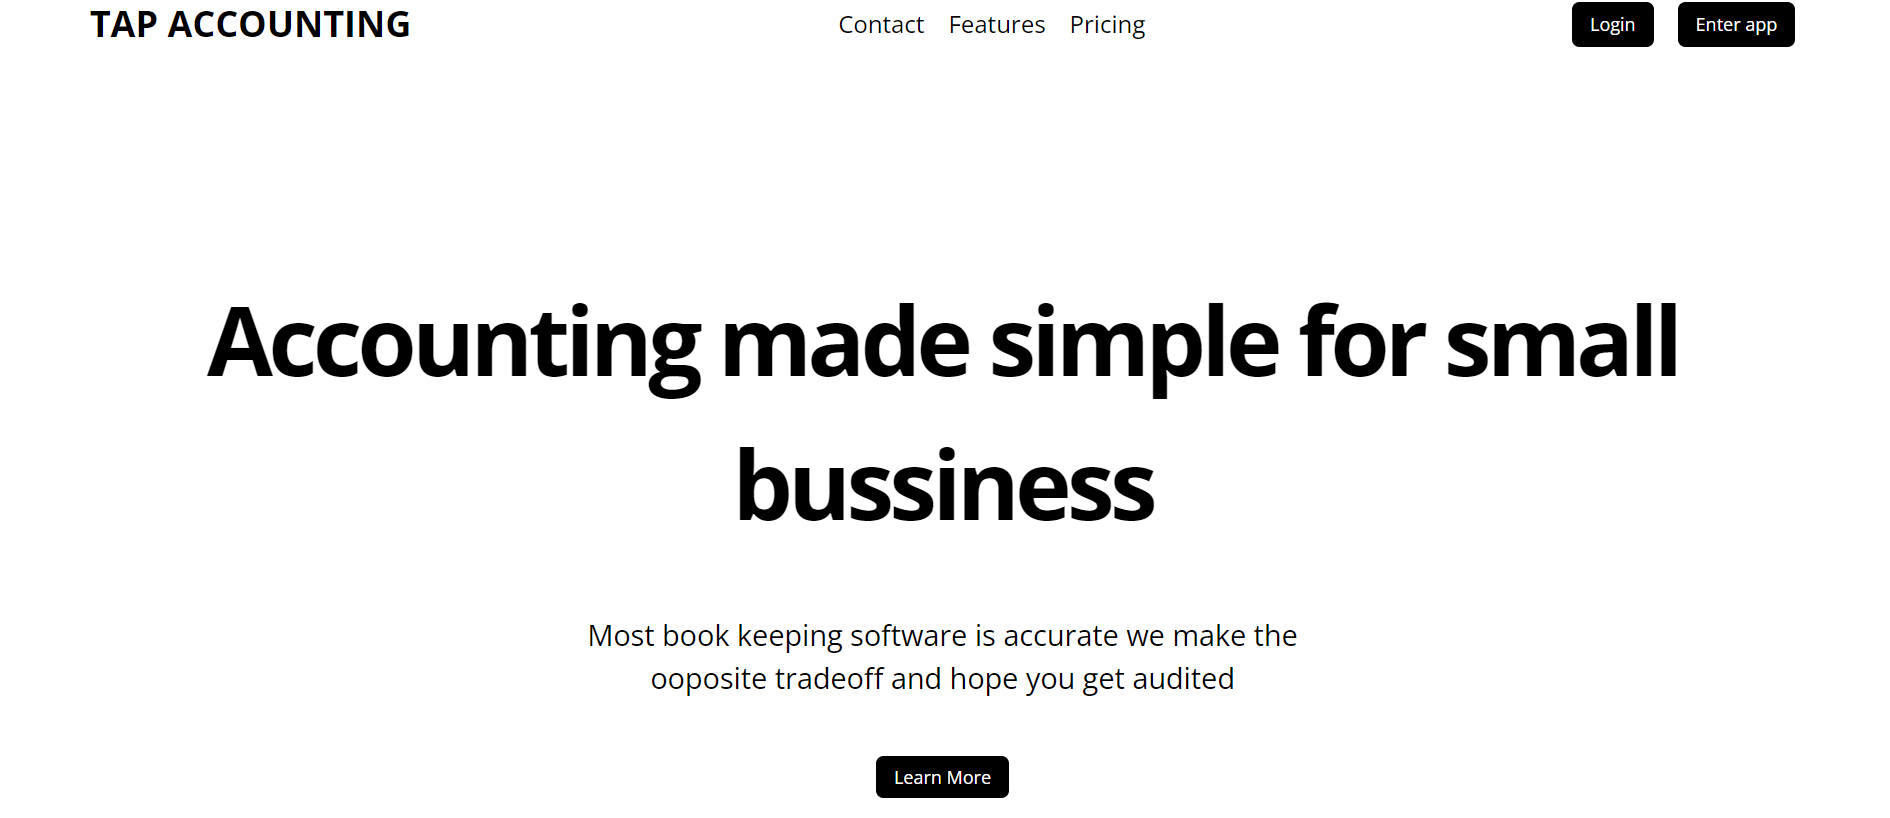 TAP ACCOUNTING
Contact Features Pricing
Login Enter app
Accounting made simple for small
bussiness
Most book keeping software is accurate we make the
ooposite tradeoff and hope you get audited
Learn More